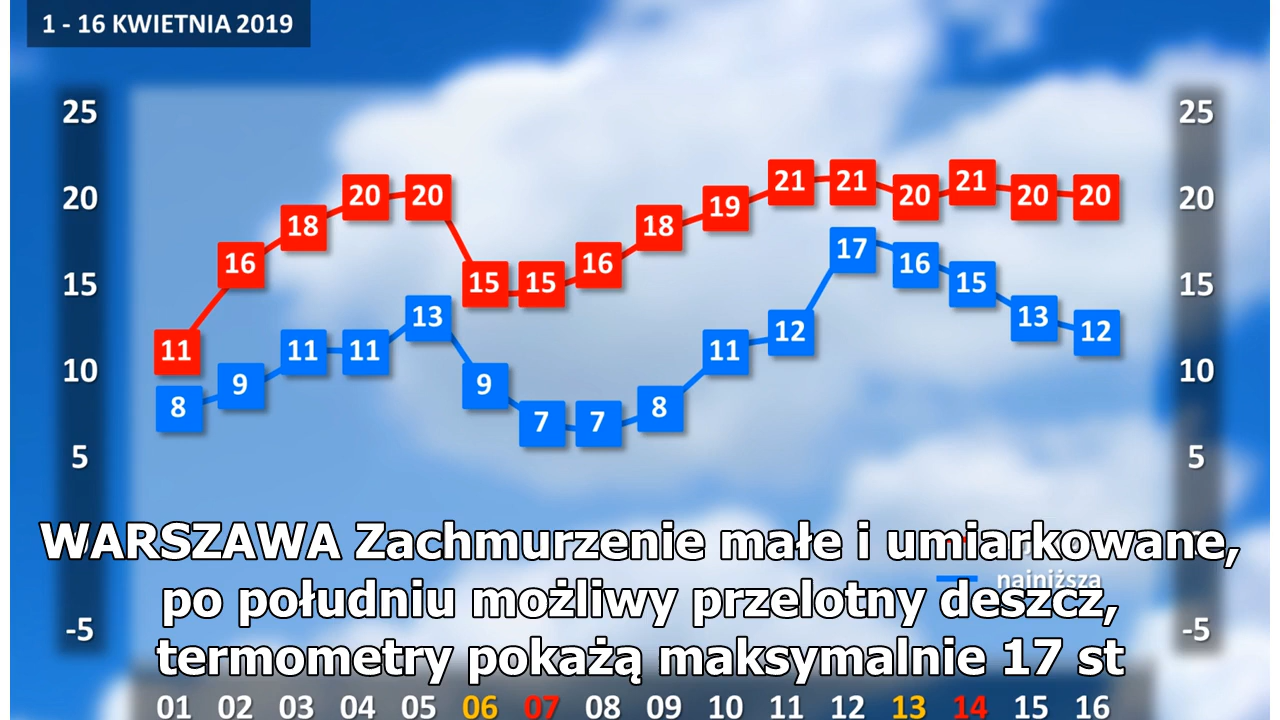 1 - 16 KWIETNIA 2019
25 25
20 20
15 15
10 10
5 5
-5 -5
11 16 18 20 20 15 15 16 18 19 21 21 20 21 20 20
8 9 11 11 13 9 7 7 8 11 12 17 16 15 13 12
WARSZAWA Zachmurzenie małe i umiarkowane,
najniższa
po południu możliwy przelotny deszcz,
termometry pokażą maksymalnie 17 st
01 02 03 04 05 06 07 08 09 10 11 12 13 14 15 16